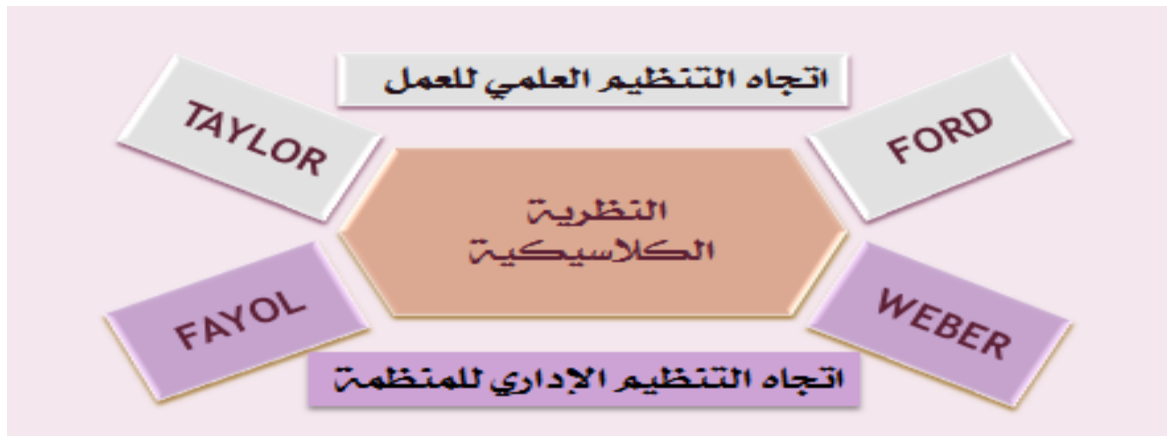 اتجاه التنظيم العلمي للعمل
TAYLOR
FORD
النظرية
الكلاسيكية
FAYOL
WEBER
اتجاه التنظيم الإداري للمنظمة